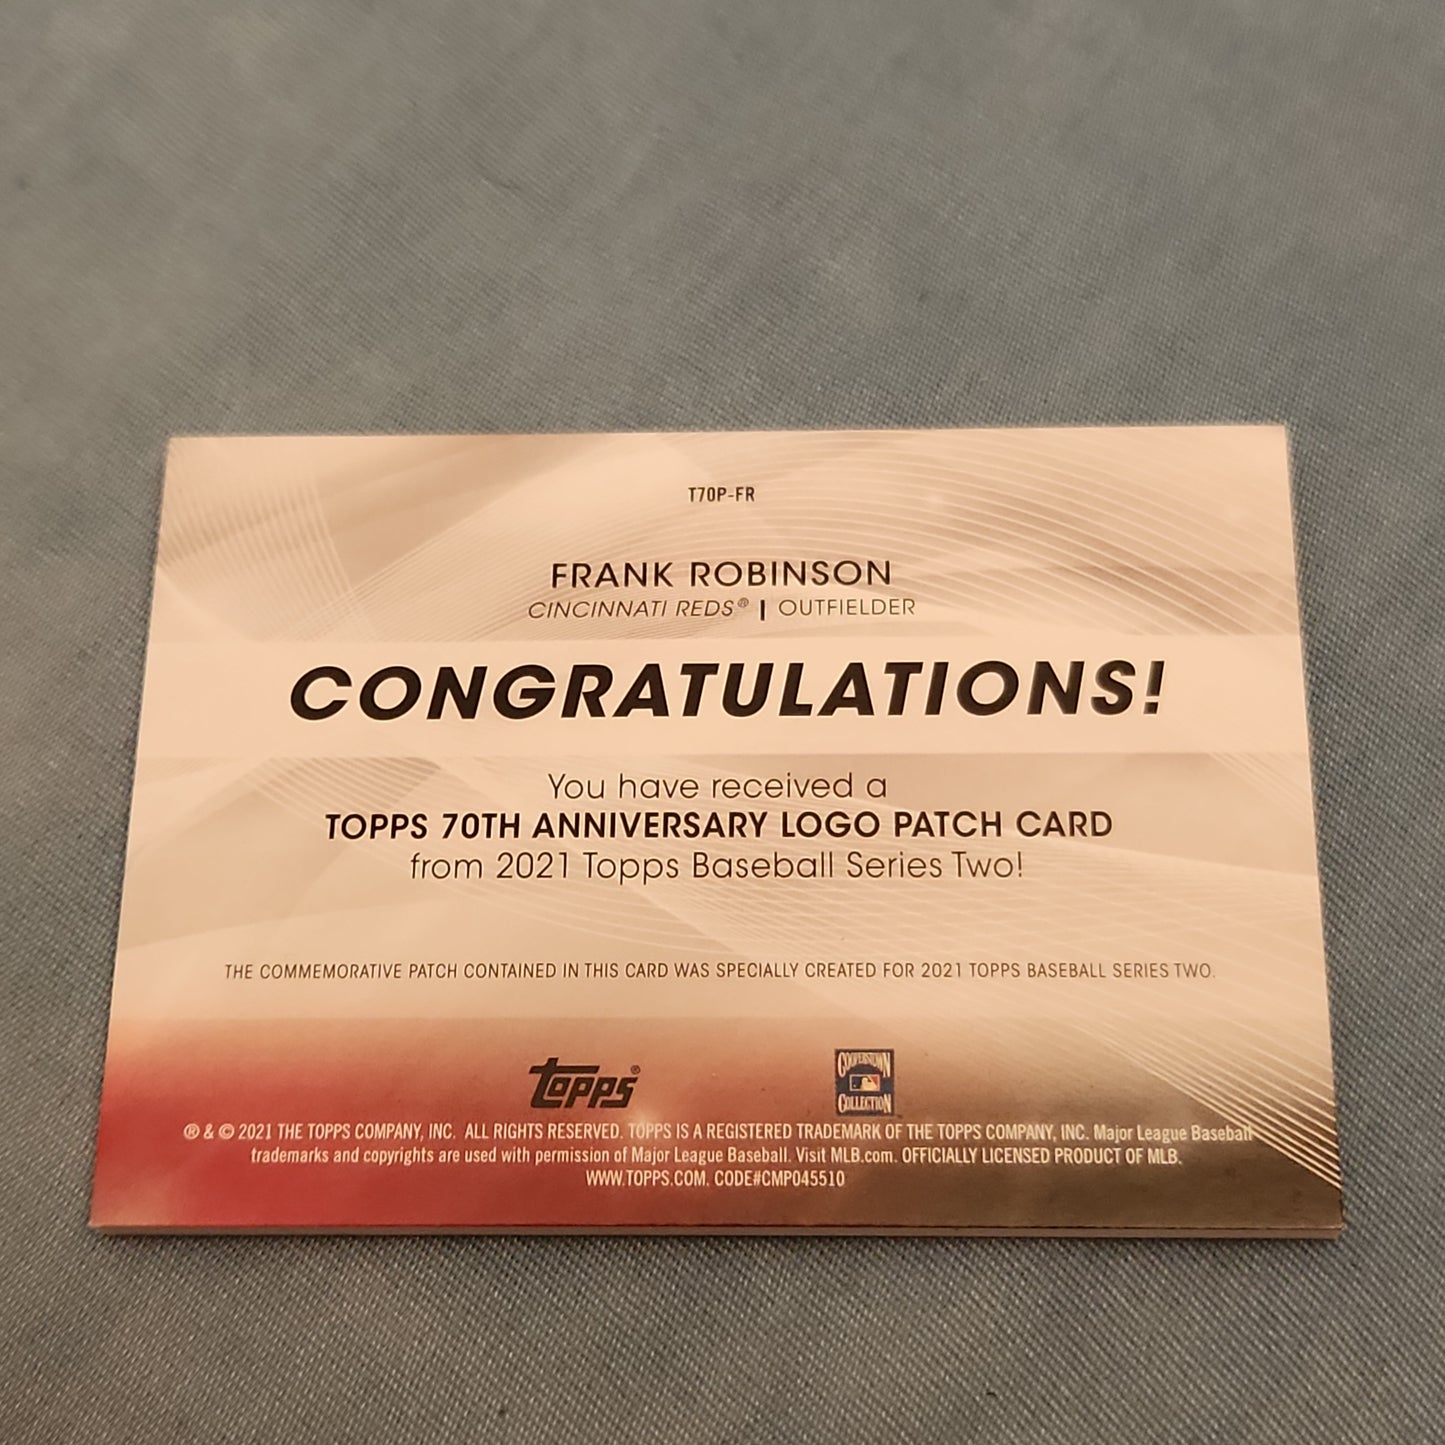 T70P-FR
FRANK ROBINSON
CINCINNATI REDS® | OUTFIELDER
CONGRATULATIONS!
You have received a
TOPPS 70TH ANNIVERSARY LOGO PATCH CARD
from 2021 Topps Baseball Series Two!
THE COMMEMORATIVE PATCH CONTAINED IN THIS CARD WAS SPECIALLY CREATED FOR 2021 TOPPS BASEBALL SERIES TWO.
topps®
COOPERSTOWN
COLLECTION
® & © 2021 THE TOPPS COMPANY, INC. ALL RIGHTS RESERVED. TOPPS IS A REGISTERED TRADEMARK OF THE TOPPS COMPANY, INC. Major League Baseball
trademarks and copyrights are used with permission of Major League Baseball. Visit MLB.com. OFFICIALLY LICENSED PRODUCT OF MLB.
WWW.TOPPS.COM. CODE#CMP045510